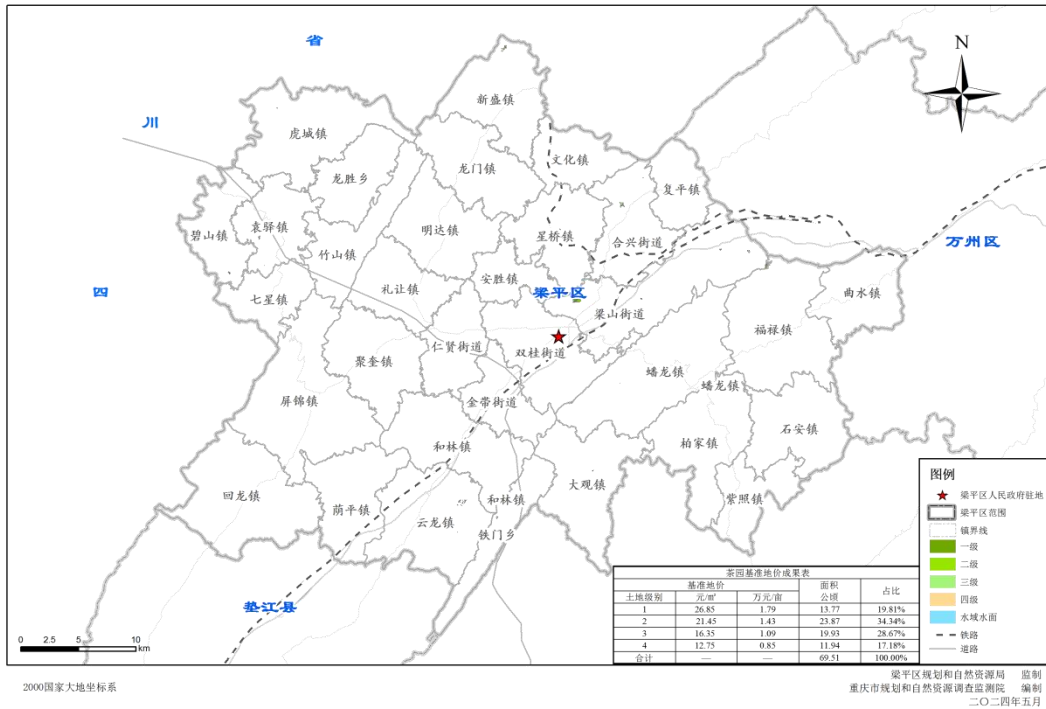 省
川
西
N
新盛镇
虎城镇
文化镇
龙门镇
龙胜乡
复平镇
碧山镇
袁驿镇
明达镇
星桥镇
合兴街道
万州区
竹山镇
安胜镇
礼让镇
梁平区
七星镇
曲水镇
梁山街道
福禄镇
仁贤街道
双桂街道
聚奎镇
蟠龙镇
蟠龙镇
屏锦镇
金带街道
石安镇
柏家镇
和林镇
大观镇
回龙镇
荫平镇
和林镇
紫照镇
云龙镇
铁门乡
垫江县
图例
梁平区人民政府驻地
梁平区范围
镇界线
一级
二级
三级
四级
水域水面
铁路
道路
茶园基准地价成果表
土地级别 基准地价 面积 占比
元/㎡ 万元/亩 公顷
1 26.85 1.79 13.77 19.81%
2 21.45 1.43 23.87 34.34%
3 16.35 1.09 19.93 28.67%
4 12.75 0.85 11.94 17.18%
合计 — — 69.51 100.00%
0 2.5 5 10
km
2000国家大地坐标系
梁平区规划和自然资源局 监制
重庆市规划和自然资源调查监测院 编制
二〇二四年五月